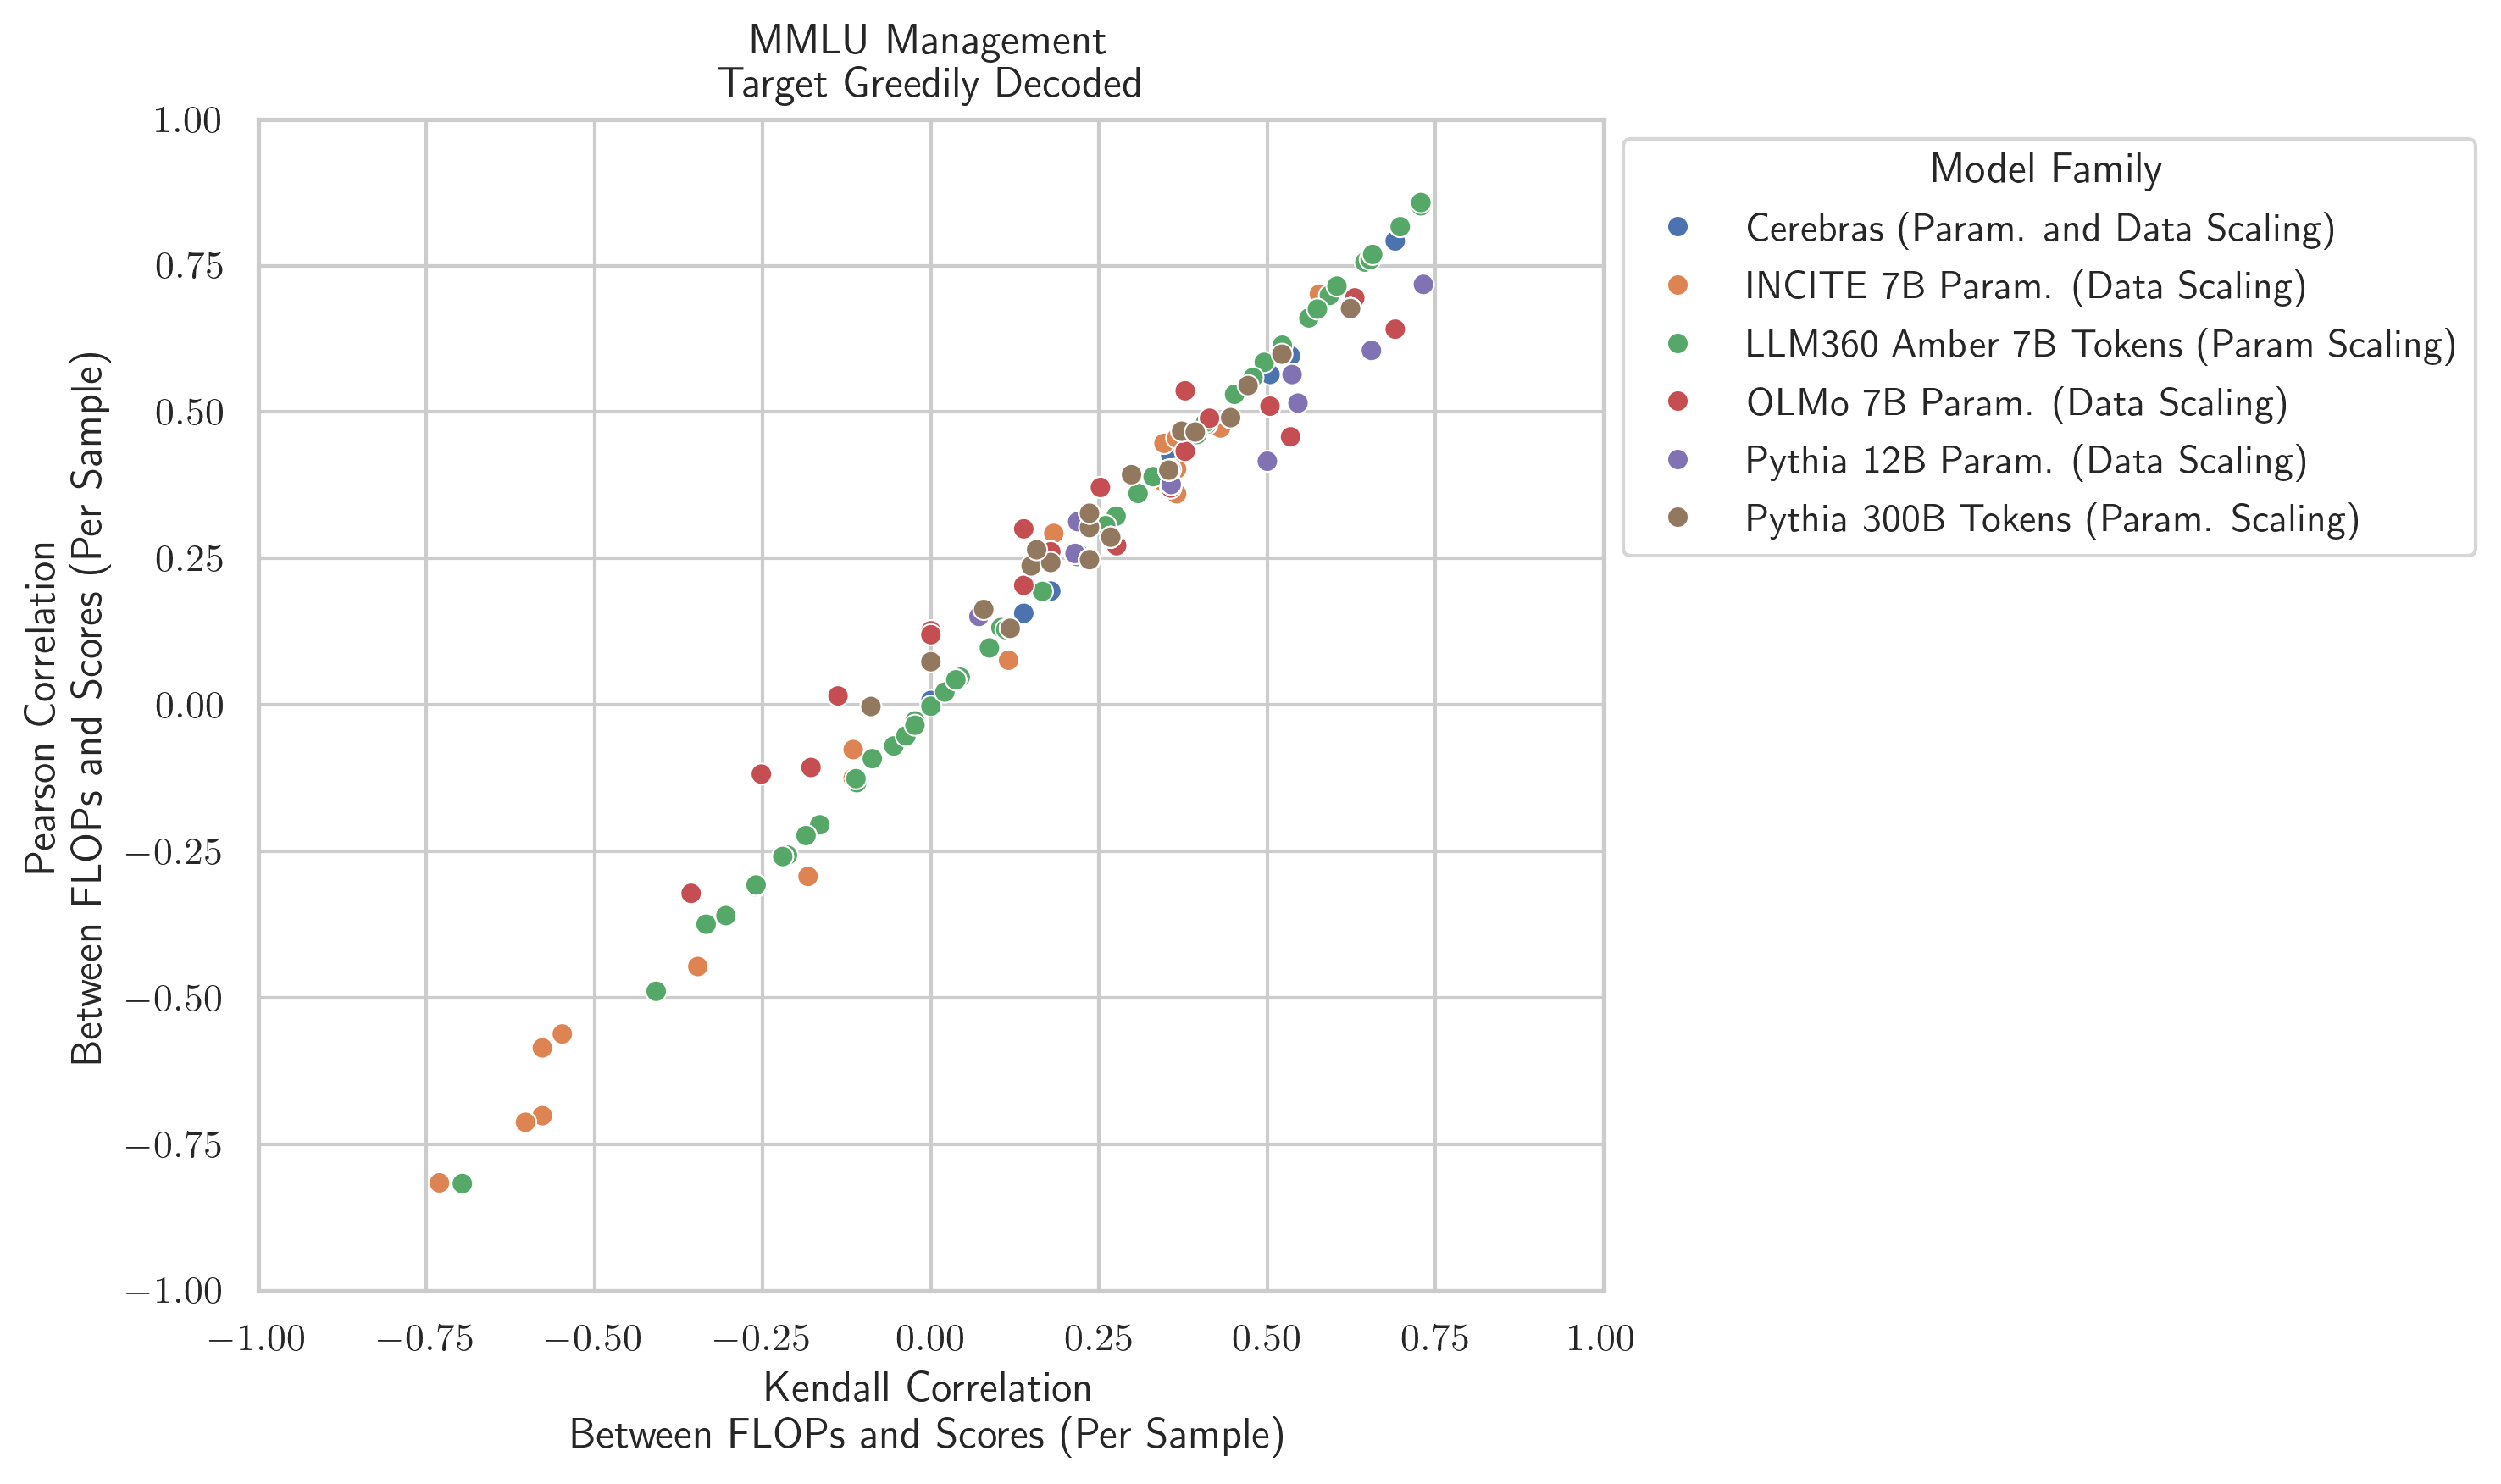 MMLU Management
Target Greedily Decoded
Pearson Correlation
Between FLOPs and Scores (Per Sample)
1.00
0.75
0.50
0.25
0.00
−0.25
−0.50
−0.75
−1.00
−1.00 −0.75 −0.50 −0.25 0.00 0.25 0.50 0.75 1.00
Kendall Correlation
Between FLOPs and Scores (Per Sample)
Model Family
Cerebras (Param. and Data Scaling)
INCITE 7B Param. (Data Scaling)
LLM360 Amber 7B Tokens (Param Scaling)
OLMo 7B Param. (Data Scaling)
Pythia 12B Param. (Data Scaling)
Pythia 300B Tokens (Param. Scaling)